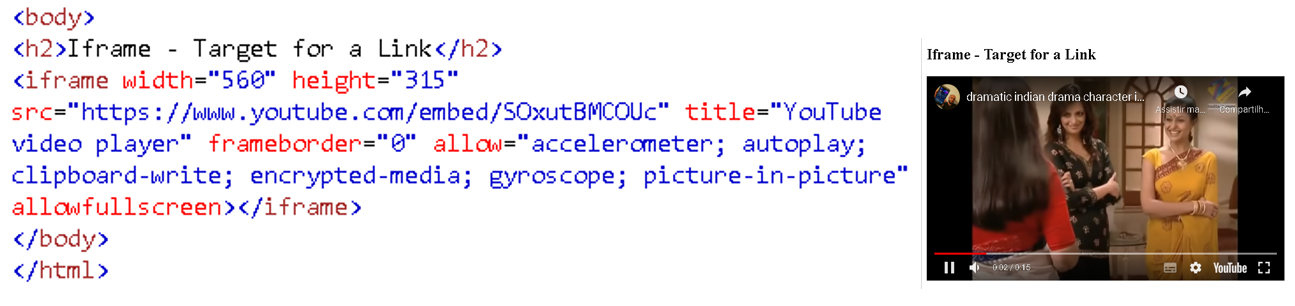 <body>
<h2>Iframe - Target for a Link</h2>
<iframe width="560" height="315"
src="https://www.youtube.com/embed/SOxutBMCOUc" title="YouTube
video player" frameborder="0" allow="accelerometer; autoplay;
clipboard-write; encrypted-media; gyroscope; picture-in-picture"
allowfullscreen></iframe>
</body>
</html>
Iframe - Target for a Link
dramatic indian drama character i...
Assistir ma... Compartilh...
0:02 / 0:15
YouTube